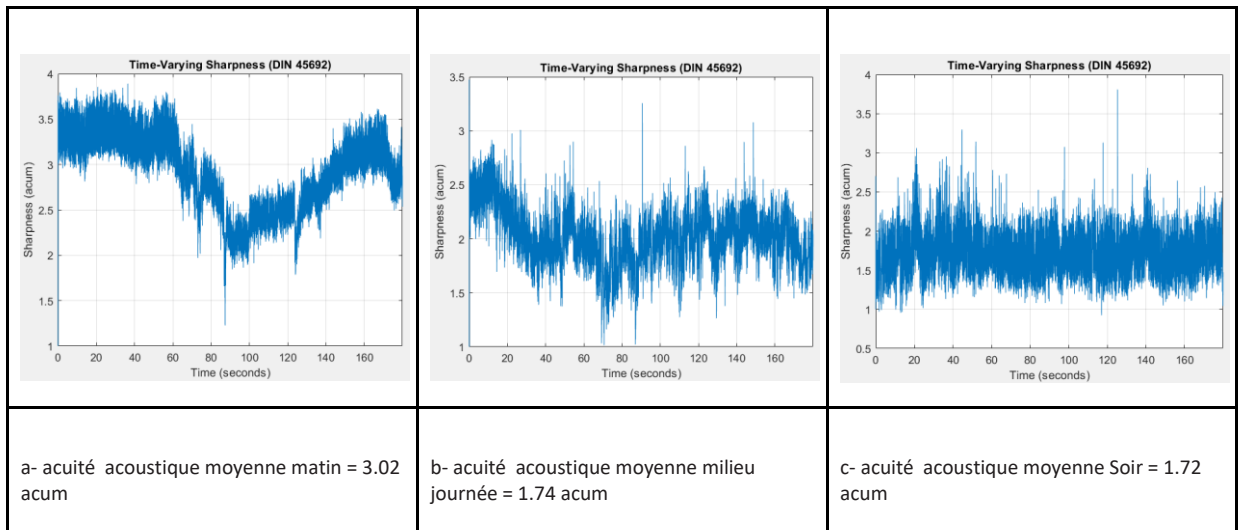 Time-Varying Sharpness (DIN 45692)
4
3.5
3
2.5
2
1.5
1
Sharpness (acum)
0 20 40 60 80 100 120 140 160
Time (seconds)
Time-Varying Sharpness (DIN 45692)
3.5
3
2.5
2
1.5
1
Sharpness (acum)
0 20 40 60 80 100 120 140 160
Time (seconds)
Time-Varying Sharpness (DIN 45692)
4
3.5
3
2.5
2
1.5
1
0.5
Sharpness (acum)
0 20 40 60 80 100 120 140 160
Time (seconds)
a- acuité acoustique moyenne matin = 3.02
acum
b- acuité acoustique moyenne milieu
journée = 1.74 acum
c- acuité acoustique moyenne Soir = 1.72
acum